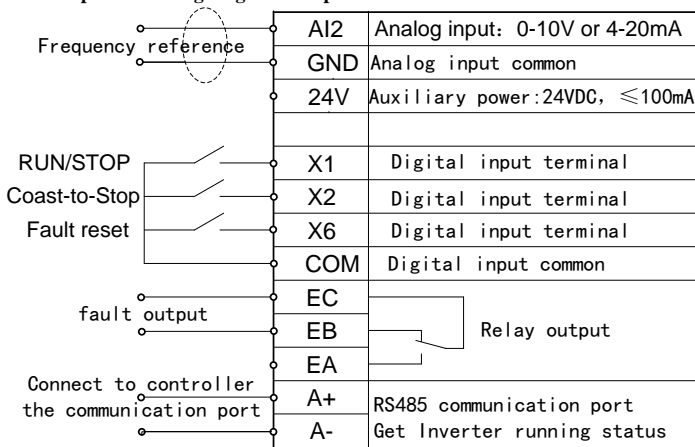 Frequency reference
AI2 Analog input：0-10V or 4-20mA
GND Analog input common
24V Auxiliary power:24VDC，≤100mA
RUN/STOP X1 Digital input terminal
Coast-to-Stop X2 Digital input terminal
Fault reset X6 Digital input terminal
COM Digital input common
fault output
EC
EB Relay output
EA
Connect to controller
the communication port
A+ RS485 communication port
A- Get Inverter running status